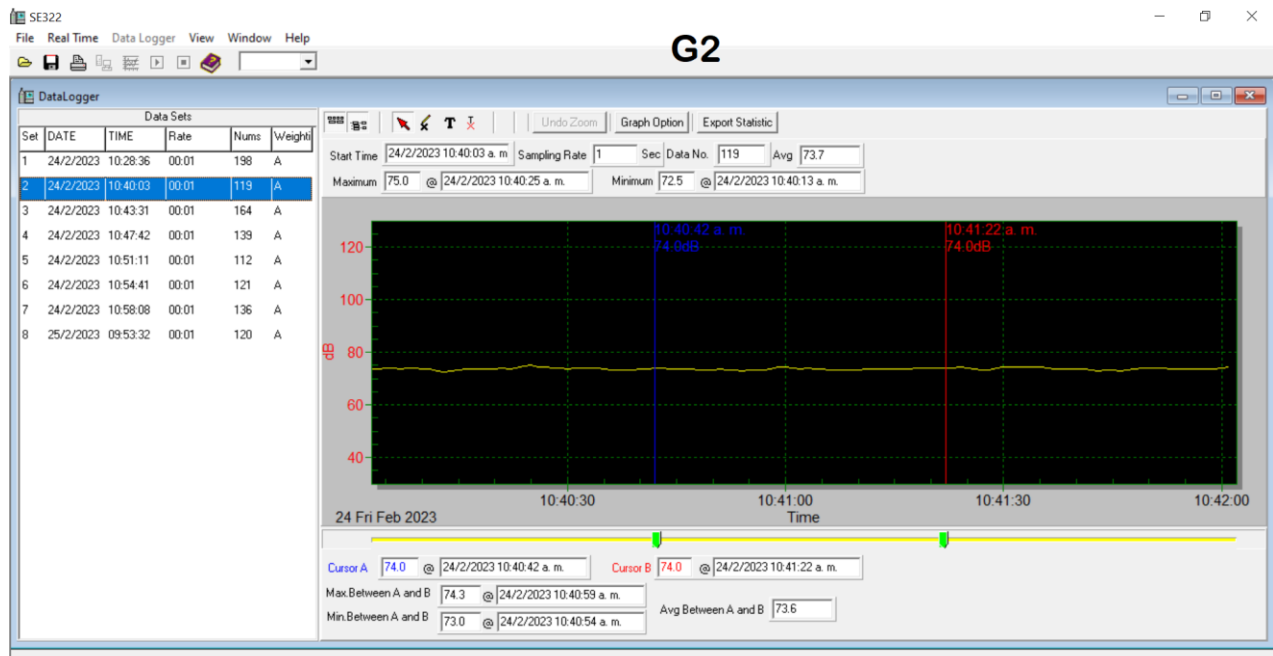 SE322
File Real Time Data Logger View Window Help
G2
DataLogger
Data Sets
Set DATE TIME Rate Nums Weighti
1 24/2/2023 10:28:36 00:01 198 A
2 24/2/2023 10:40:03 00:01 119 A
3 24/2/2023 10:43:31 00:01 164 A
4 24/2/2023 10:47:42 00:01 139 A
5 24/2/2023 10:51:11 00:01 112 A
6 24/2/2023 10:54:41 00:01 121 A
7 24/2/2023 10:58:08 00:01 136 A
8 25/2/2023 09:53:32 00:01 120 A
T Undo Zoom Graph Option Export Statistic
Start Time 24/2/2023 10:40:03 a. m Sampling Rate 1 Sec Data No. 119 Avg 73.7
Maximum 75.0 @ 24/2/2023 10:40:25 a. m. Minimum 72.5 @ 24/2/2023 10:40:13 a. m.
10:40:42 a. m. 10:41:22 a. m.
74.0dB 74.0dB
120
100
80
60
40
dB
10:40:30 10:41:00 10:41:30 10:42:00
24 Fri Feb 2023 Time
Cursor A 74.0 @ 24/2/2023 10:40:42 a. m. Cursor B 74.0 @ 24/2/2023 10:41:22 a. m.
Max.Between A and B 74.3 @ 24/2/2023 10:40:59 a. m.
Min.Between A and B 73.0 @ 24/2/2023 10:40:54 a. m.
Avg Between A and B 73.6